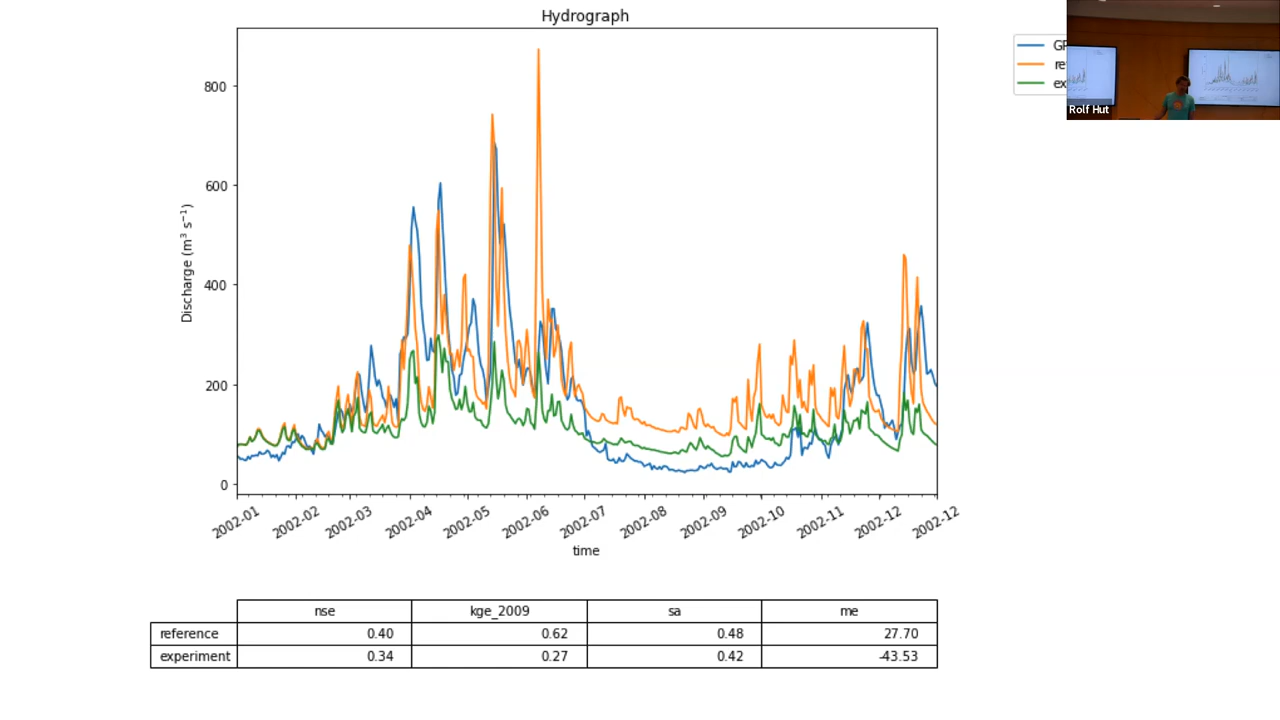 Hydrograph
800
600
400
200
0
Discharge (m³ s⁻¹)
2002-01
2002-02
2002-03
2002-04
2002-05
2002-06
2002-07
2002-08
2002-09
2002-10
2002-11
2002-12
2002-12
time
Rolf Hut
nse kge_2009 sa me
reference 0.40 0.62 0.48 27.70
experiment 0.34 0.27 0.42 -43.53